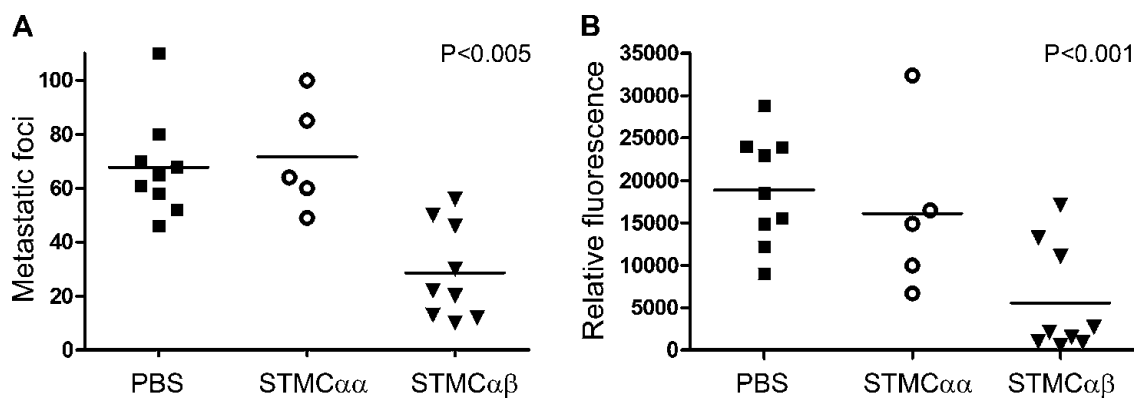 A
P<0.005
Metastatic foci
100
80
60
40
20
0
PBS
STMCαα
STMCαβ
B
P<0.001
Relative fluorescence
35000
30000
25000
20000
15000
10000
5000
0
PBS
STMCαα
STMCαβ